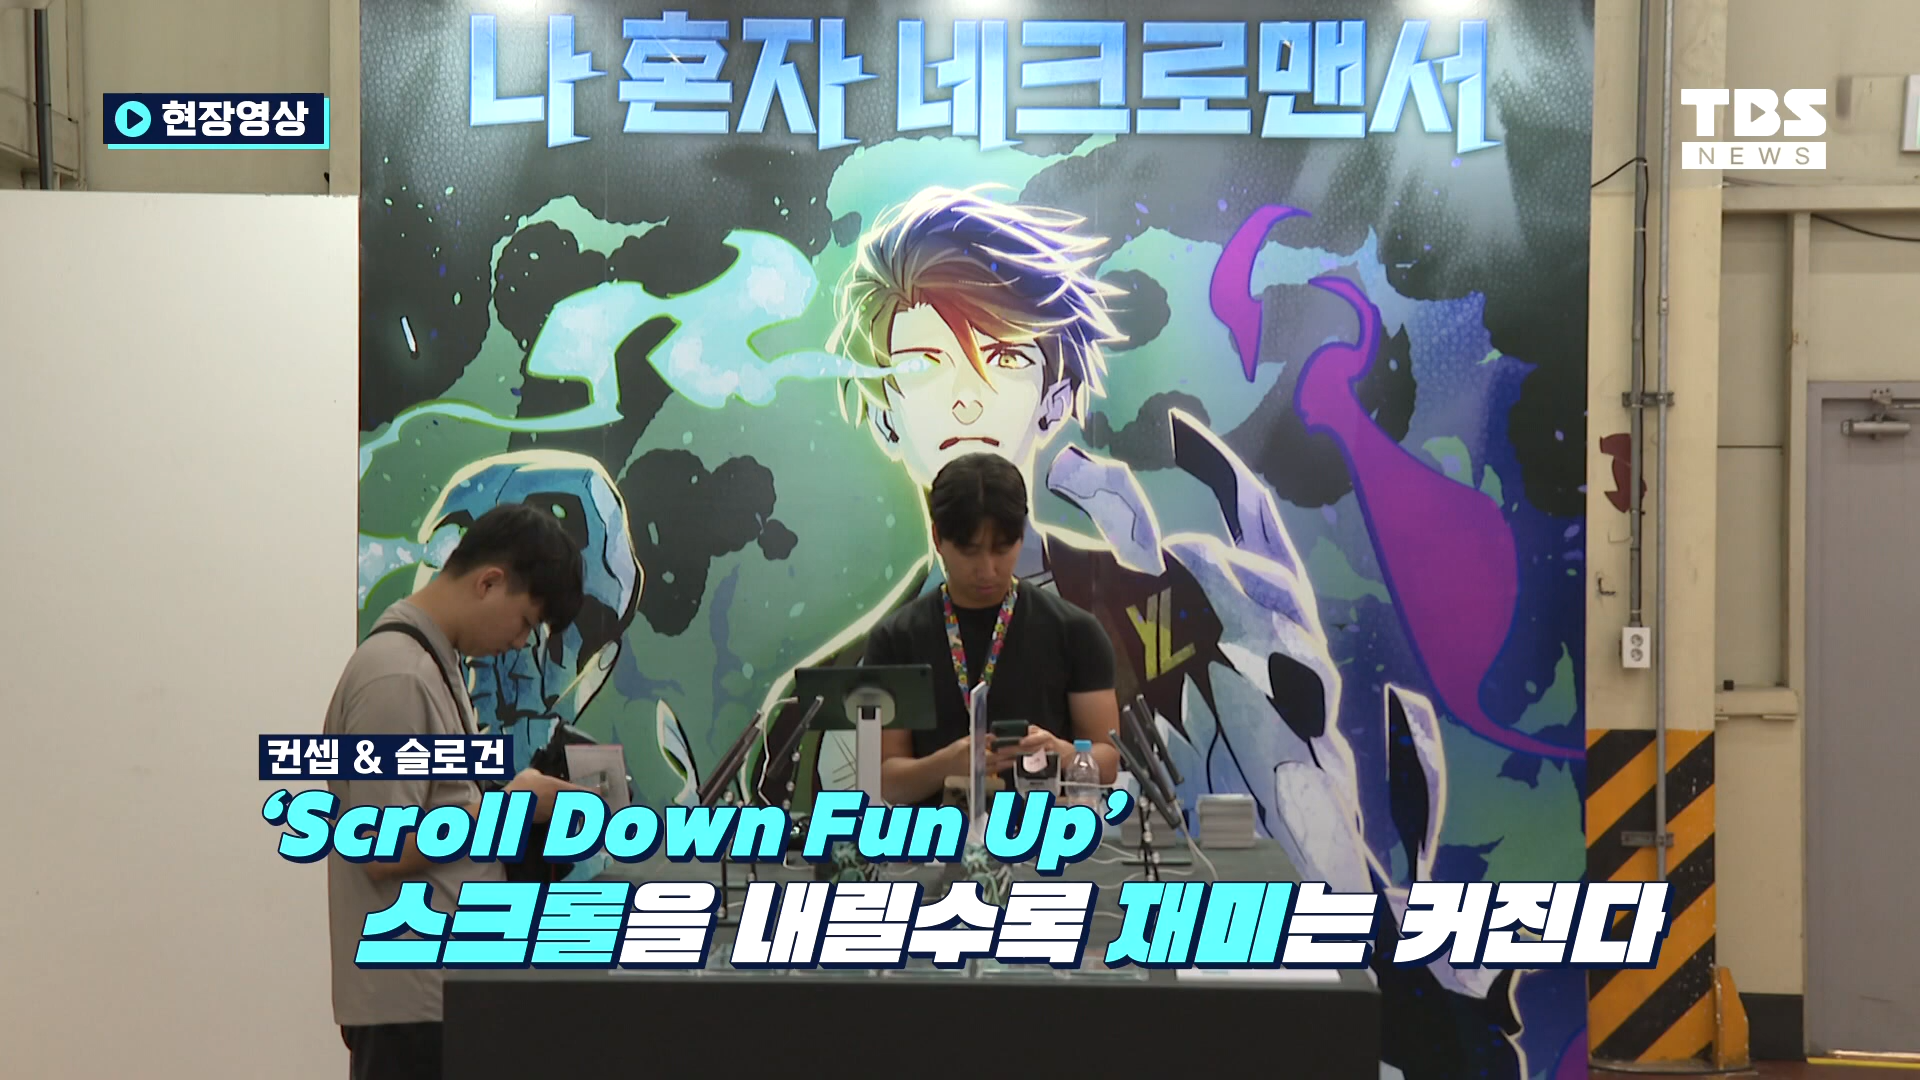 나 혼자 네크로맨서
현장영상
TBS
NEWS
컨셉 & 슬로건
‘Scroll Down Fun Up’
스크롤을 내릴수록 재미는 커진다